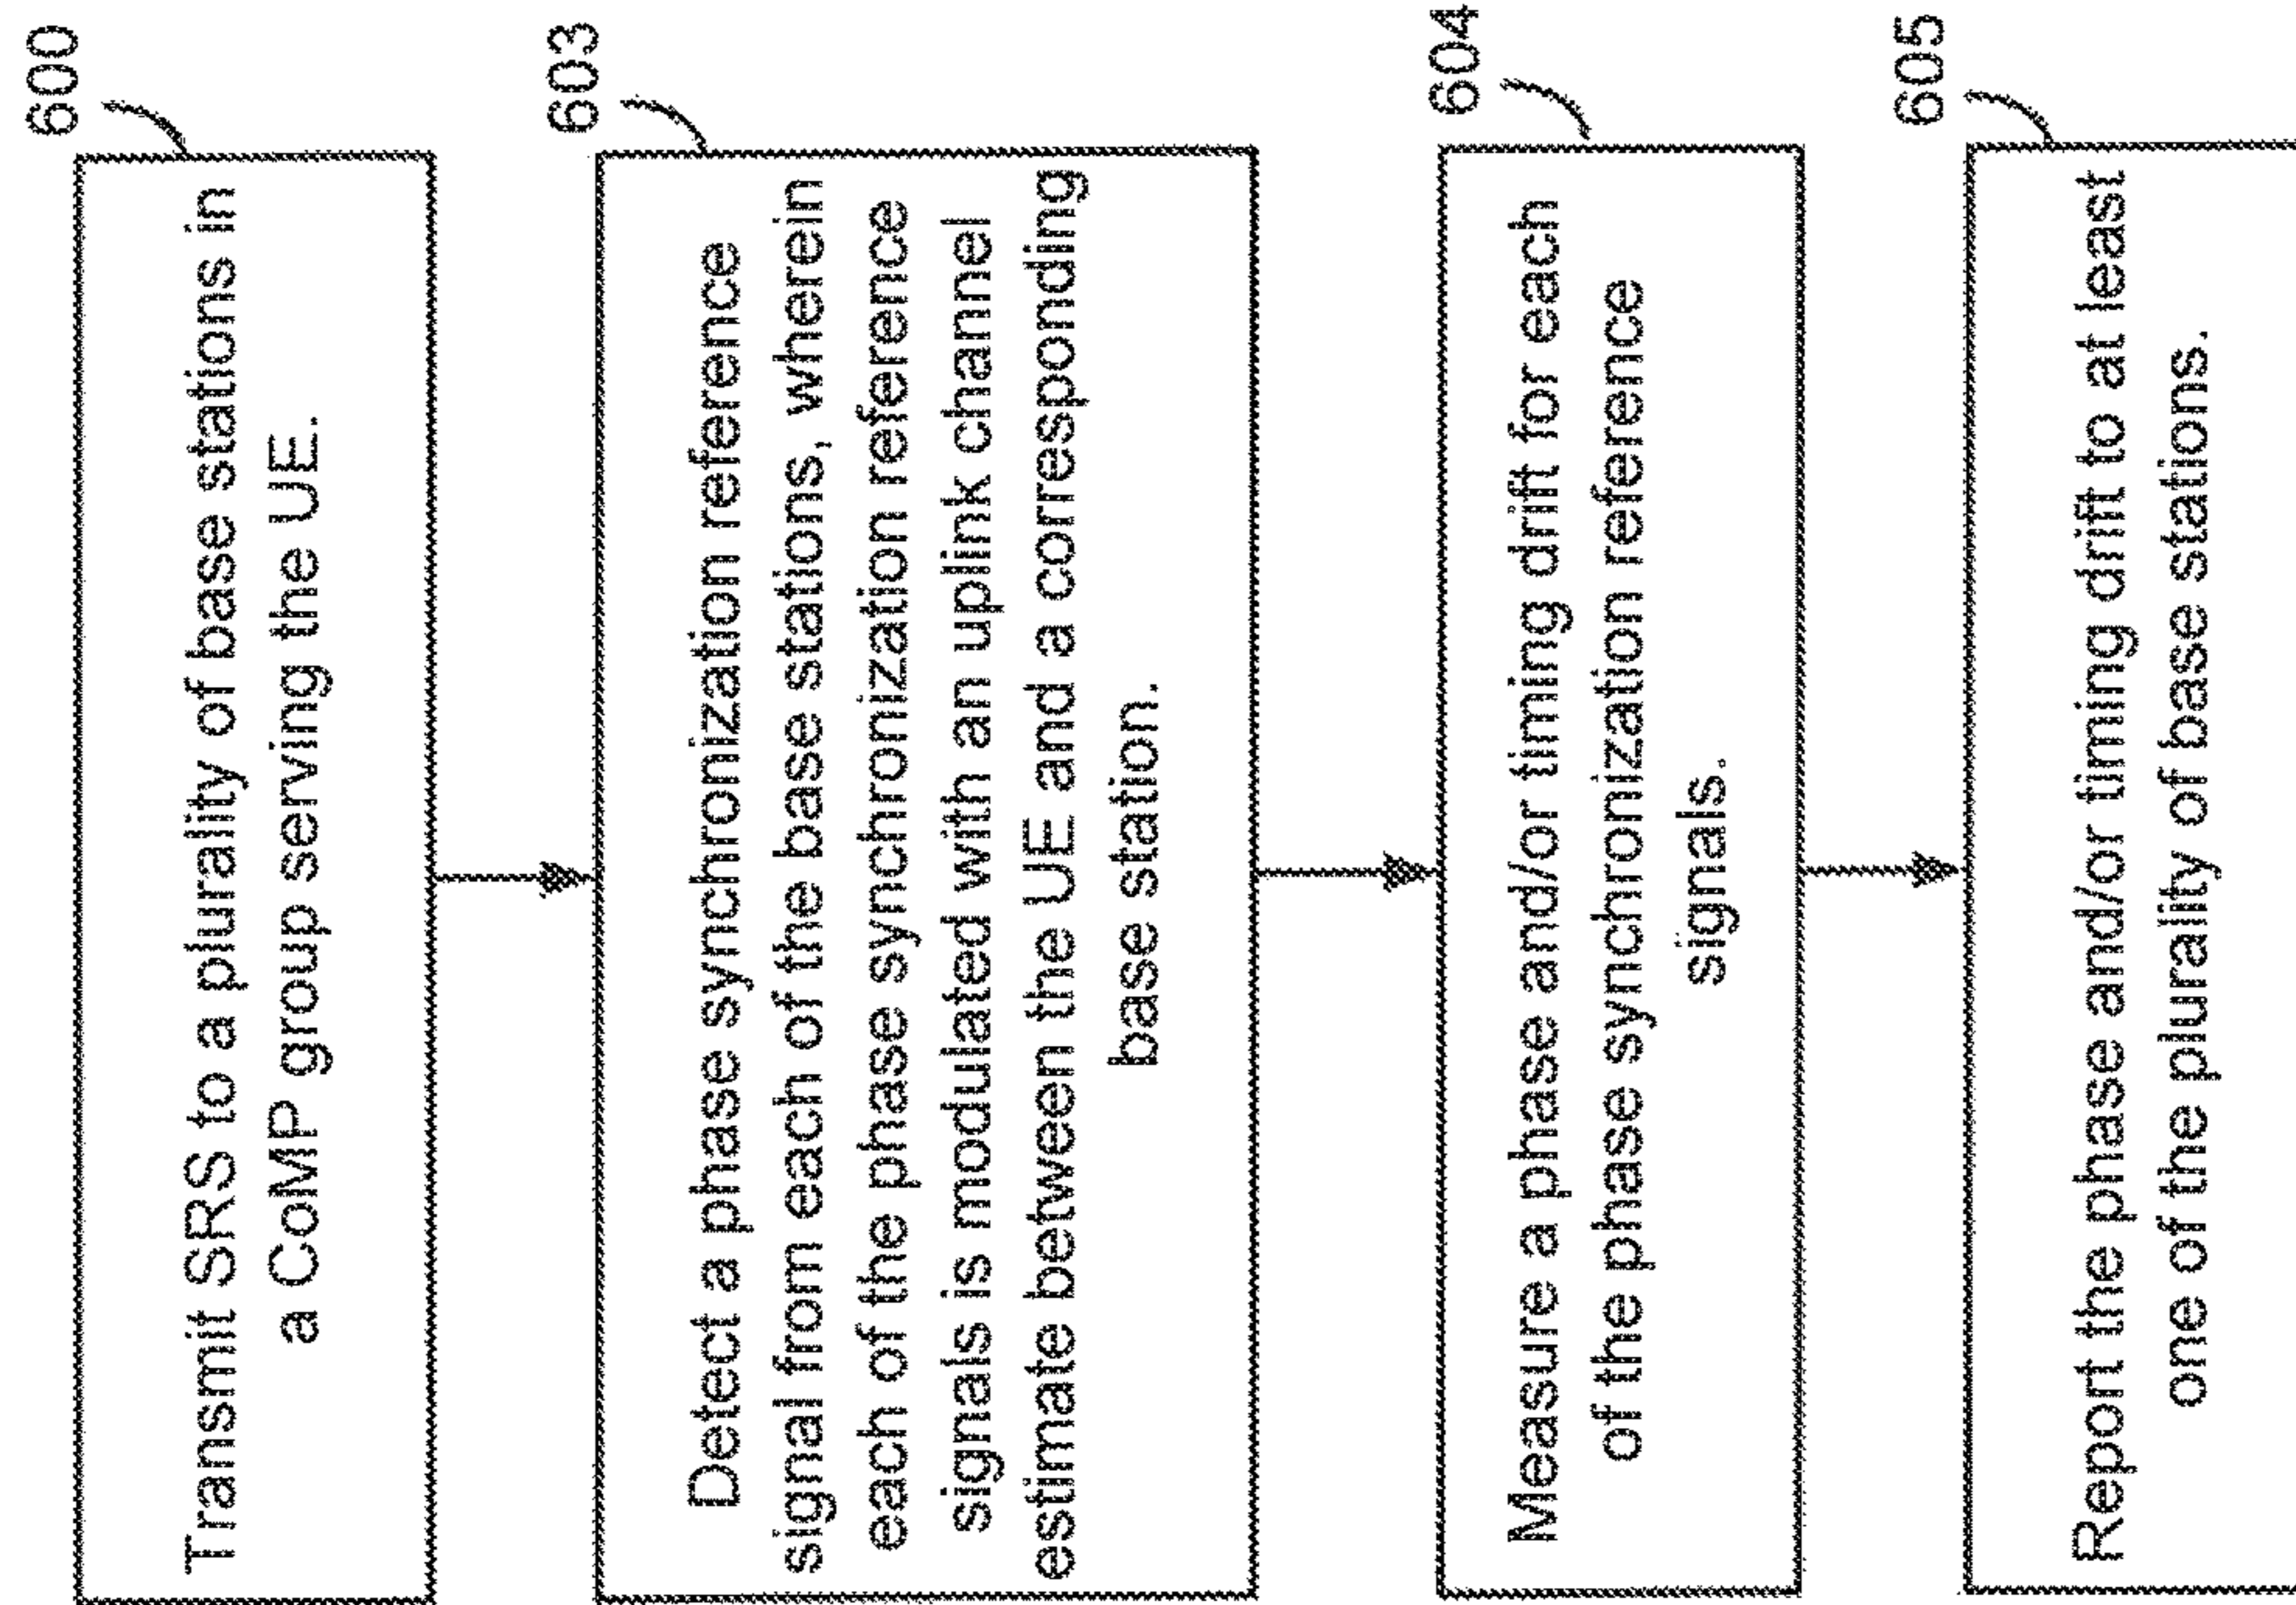 600
Transmit SRS to a plurality of base stations in
a CoMP group serving the UE.
603
Detect a phase synchronization reference
signal from each of the base stations, wherein
each of the phase synchronization reference
signals is modulated with an uplink channel
estimate between the UE and a corresponding
base station.
604
Measure a phase and/or timing drift for each
of the phase synchronization reference
signals.
605
Report the phase and/or timing drift to at least
one of the plurality of base stations.